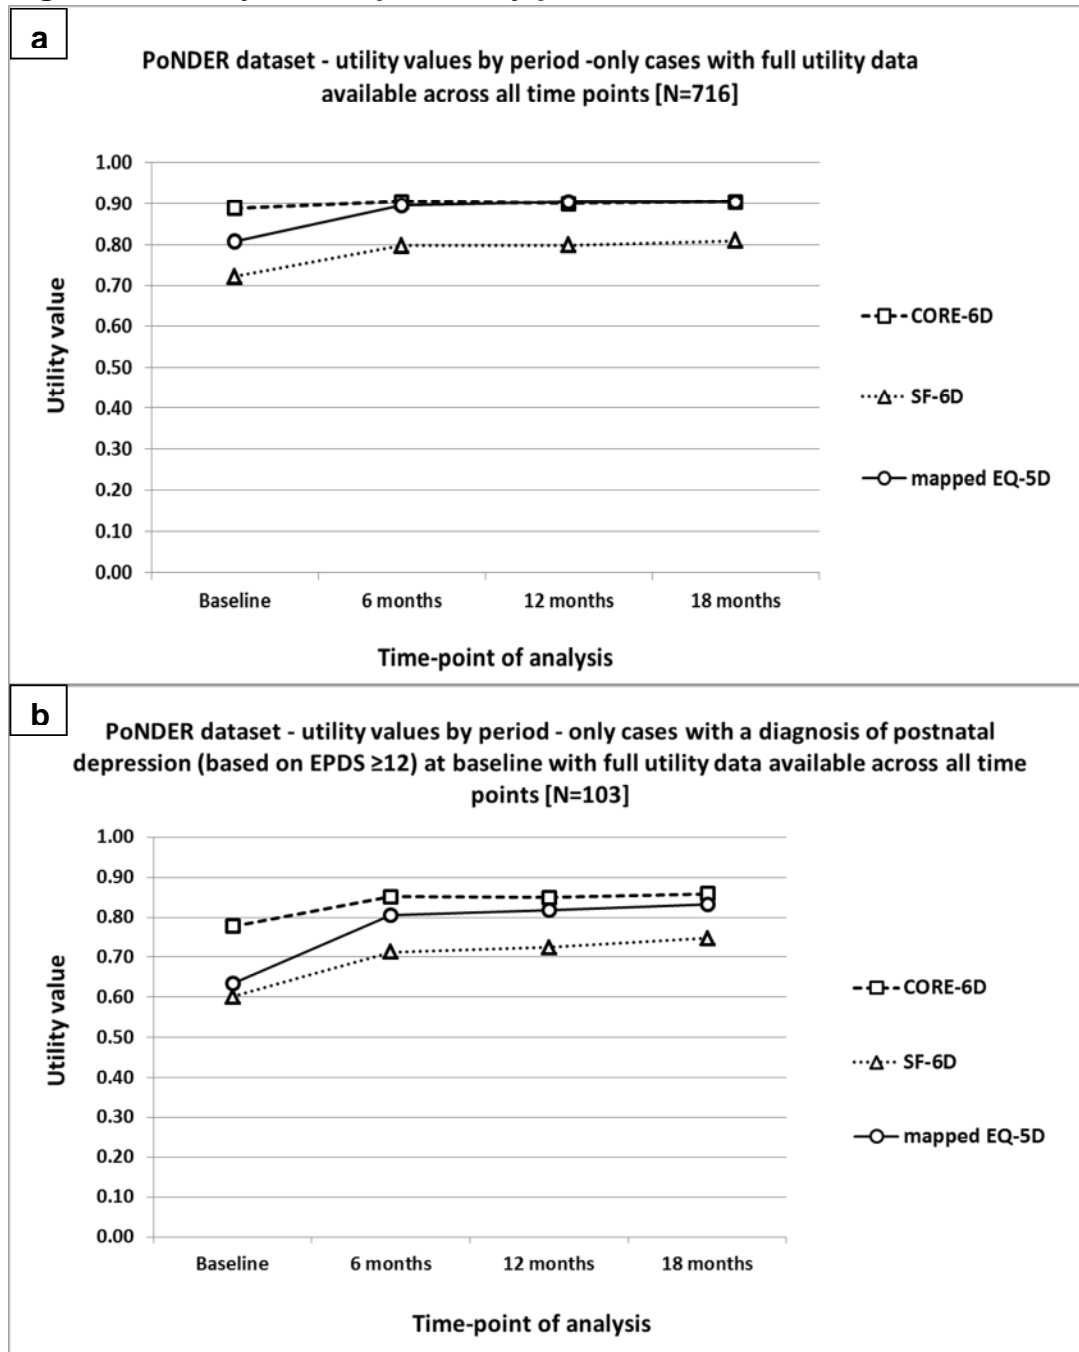 a
PoNDER dataset - utility values by period -only cases with full utility data
available across all time points [N=716]
1.00
0.90
0.80
0.70
0.60
0.50
0.40
0.30
0.20
0.10
0.00
Utility value
Baseline
6 months
12 months
18 months
Time-point of analysis
CORE-6D
SF-6D
mapped EQ-5D
b
PoNDER dataset - utility values by period - only cases with a diagnosis of postnatal
depression (based on EPDS ≥12) at baseline with full utility data available across all time
points [N=103]
1.00
0.90
0.80
0.70
0.60
0.50
0.40
0.30
0.20
0.10
0.00
Utility value
Baseline
6 months
12 months
18 months
Time-point of analysis
CORE-6D
SF-6D
mapped EQ-5D